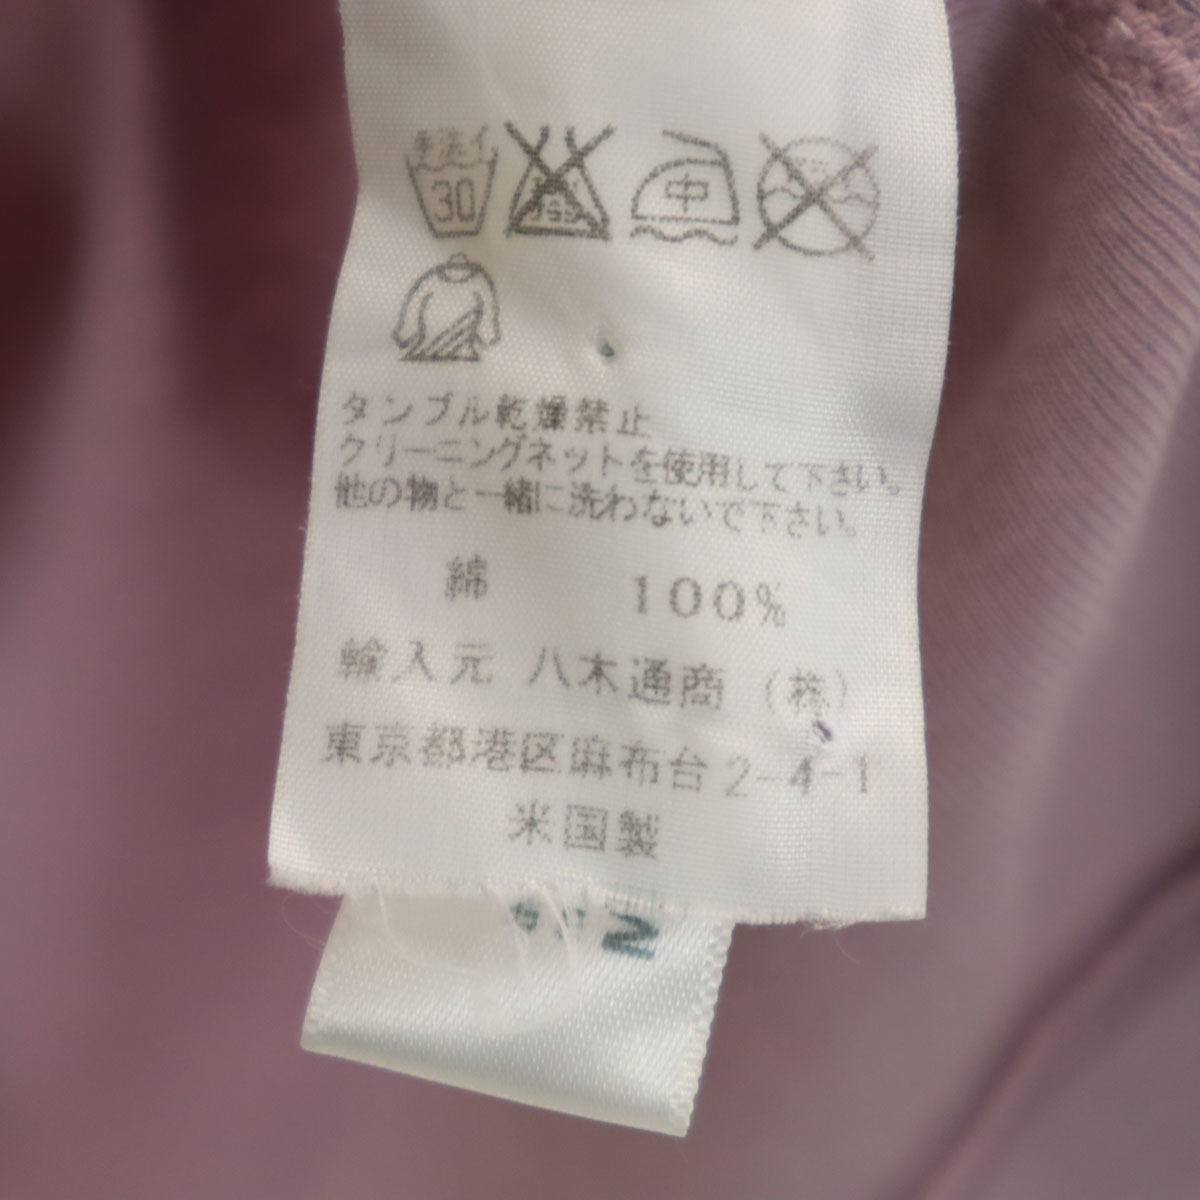 手洗イ
30
中
タンブル乾燥禁止
クリーニングネットを使用して下さい。
他の物と一緒に洗わないで下さい。
綿 100%
輸入元 八木通商 (株)
東京都港区麻布台2-4-1
米国製